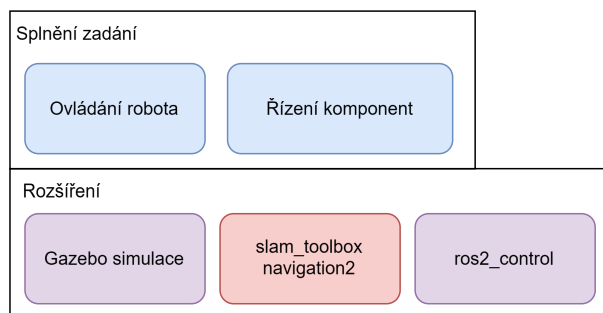 Splnění zadání
Ovládání robota
Řízení komponent
Rozšíření
Gazebo simulace
slam_toolbox
navigation2
ros2_control